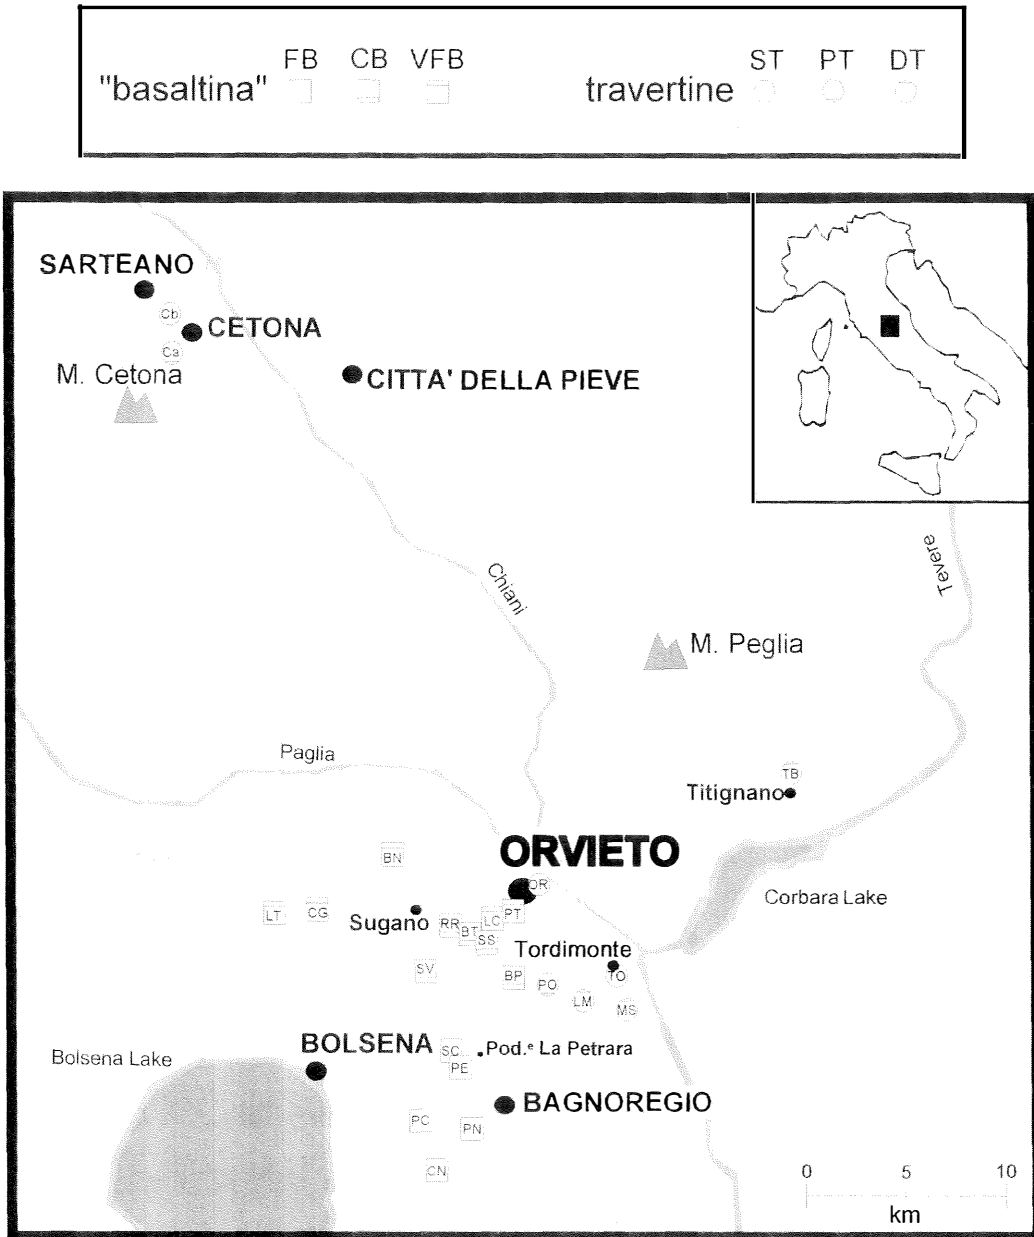 FB CB VFB ST PT DT
"basaltina" travertine
SARTEANO
Cb
CETONA
Ca
M. Cetona
CITTA' DELLA PIEVE
Tevere
Chiani
M. Peglia
Paglia
TB
Titignano
ORVIETO
BN
OR
Corbara Lake
LT
CG
Sugano
RR
BT
LC
SS
PT
Tordimonte
SV
BP
PO
TO
LM
MS
BOLSENA
SC
Pod.e La Petrara
Bolsena Lake
PE
BAGNOREGIO
PC
PN
CN
0 5 10
km